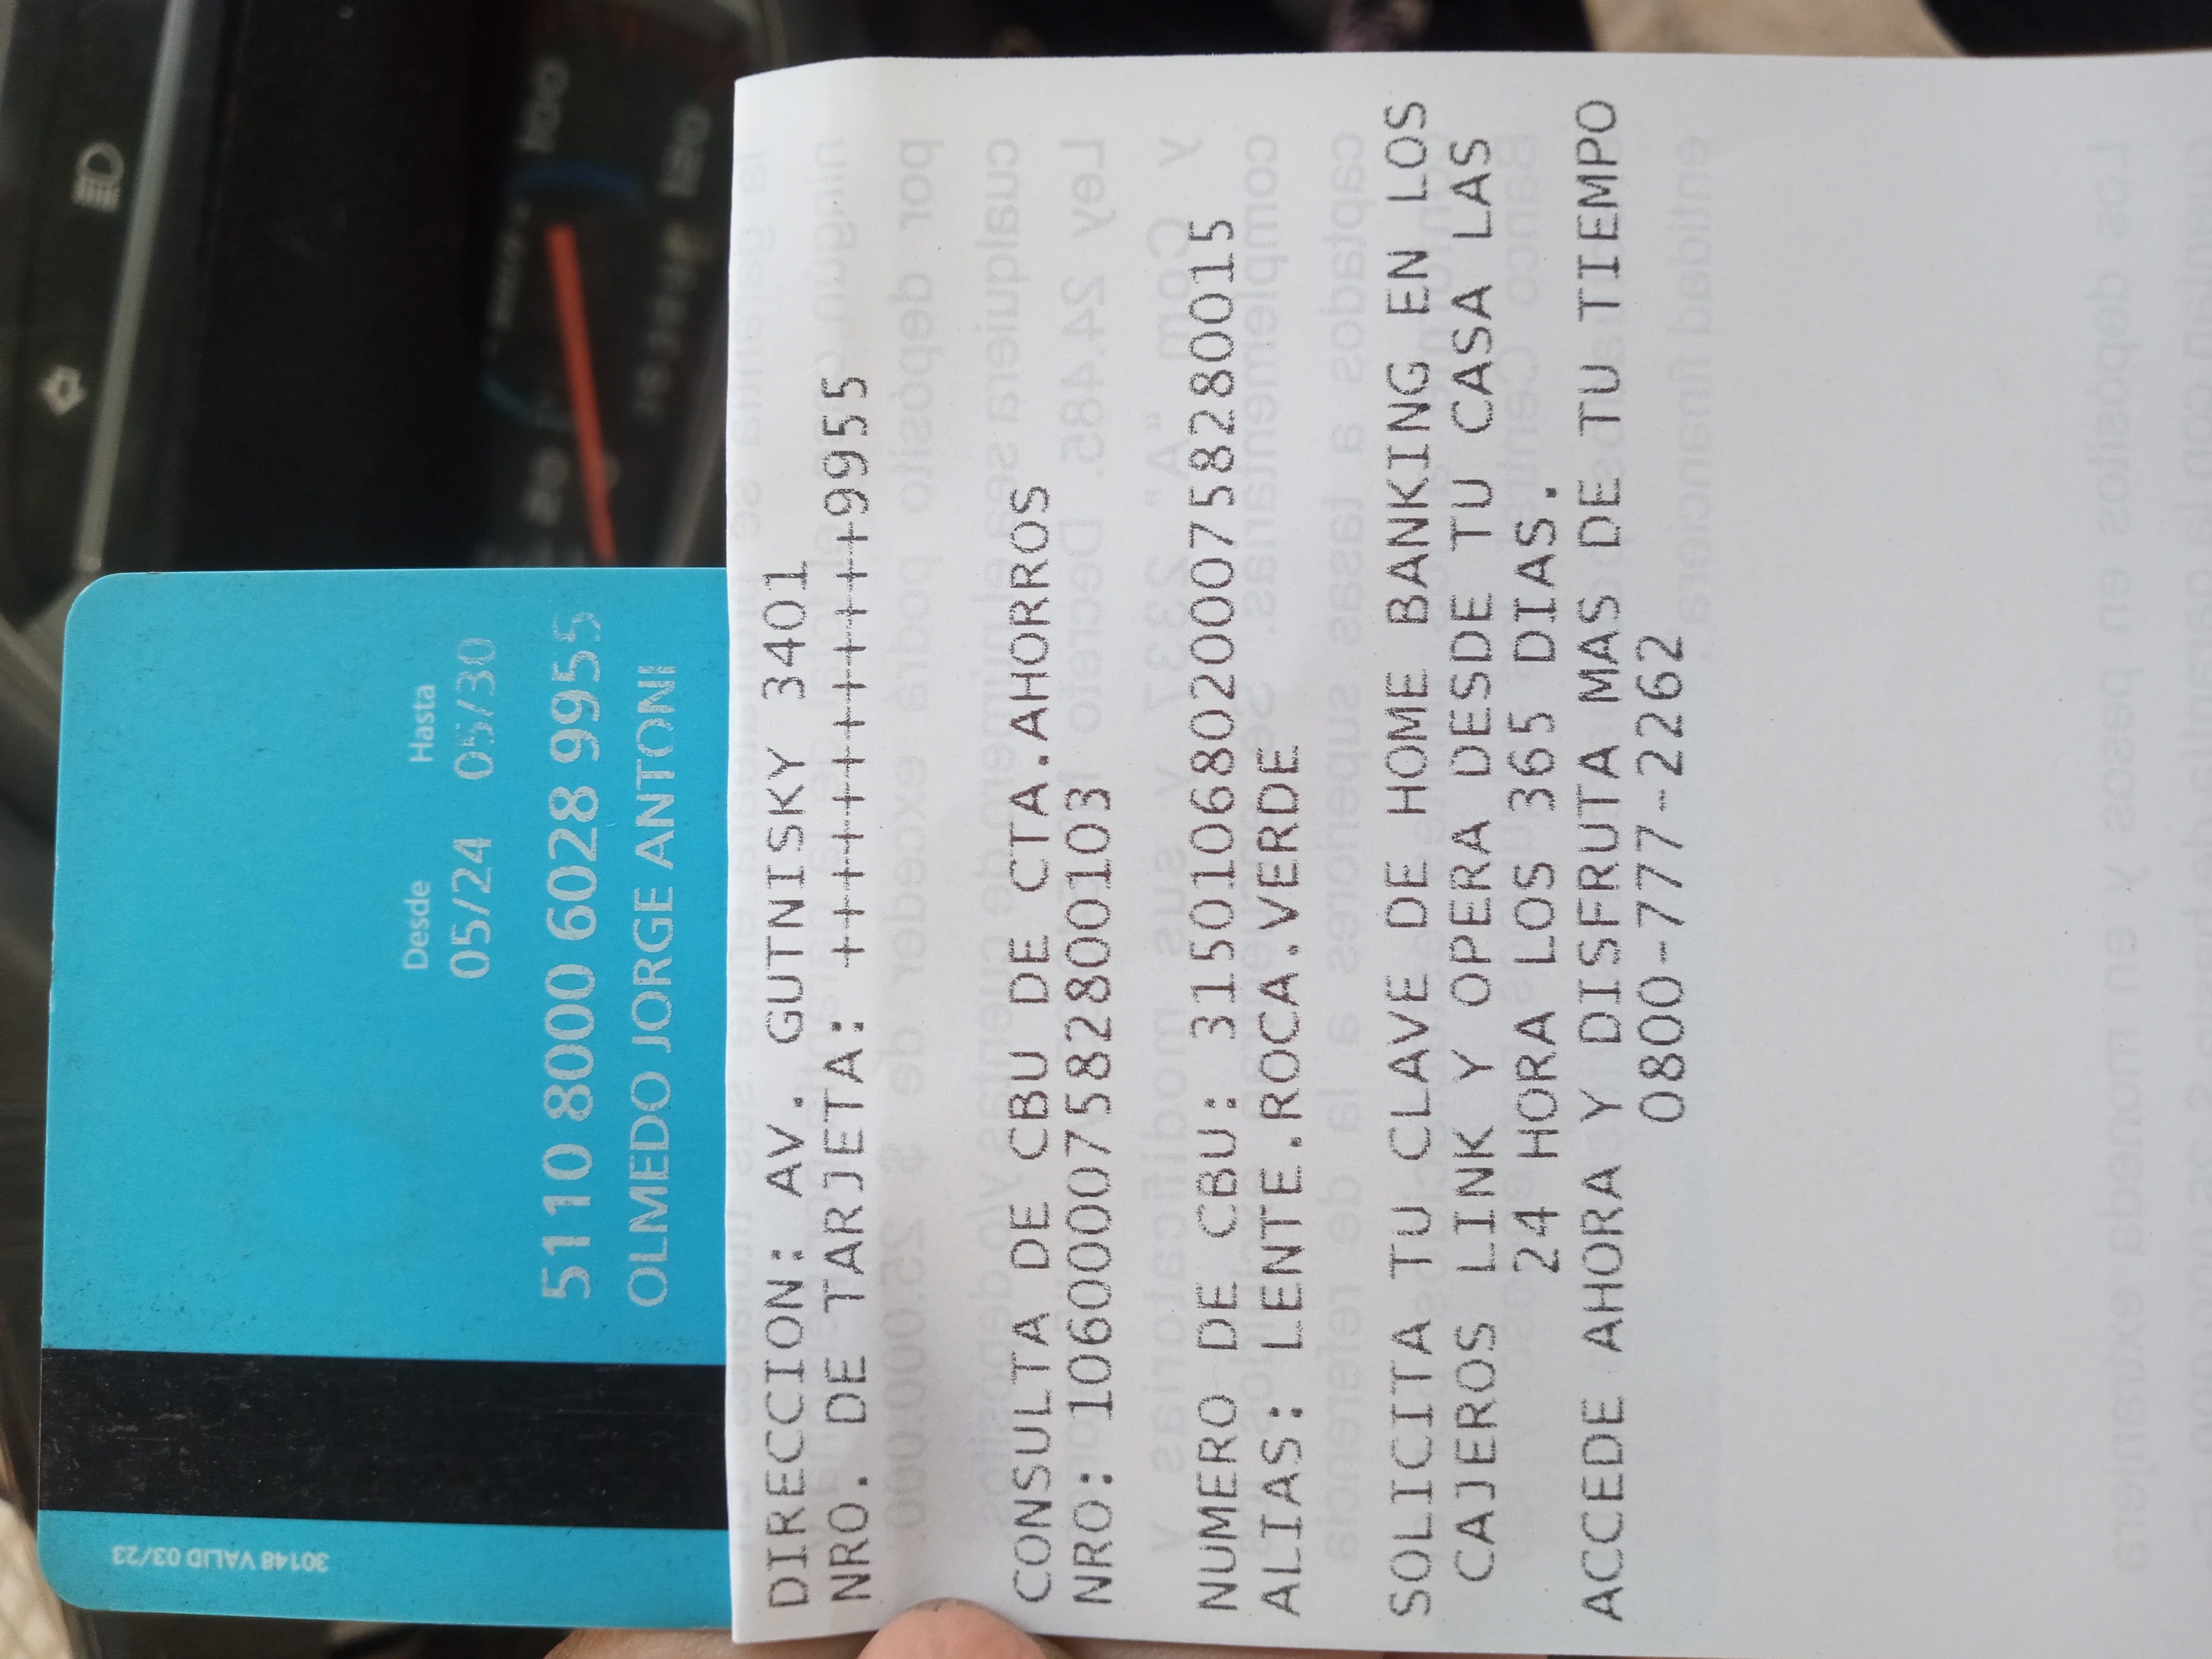 Desde Hasta
05/24 05/30
5110 8000 6028 9955
OLMEDO JORGE ANTONI
30148 VALID 03/23
DIRECCION: AV. GUTNISKY 3401
NRO. DE TARJETA: ++++++++++++9955
CONSULTA DE CBU DE CTA.AHORROS
NRO: 10600007582800103
NUMERO DE CBU: 3150106802000758280015
ALIAS: LENTE.ROCA.VERDE
SOLICITA TU CLAVE DE HOME BANKING EN LOS
CAJEROS LINK Y OPERA DESDE TU CASA LAS
24 HORA LOS 365 DIAS.
ACCEDE AHORA Y DISFRUTA MAS DE TU TIEMPO
0800-777-2262